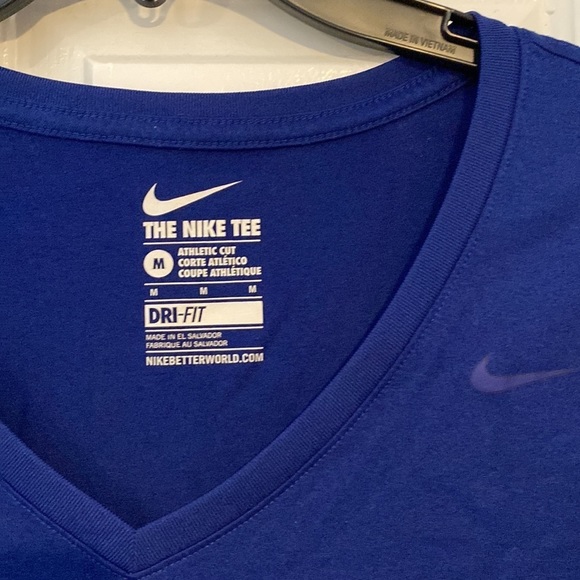 MADE IN VIETNAM
THE NIKE TEE
M
ATHLETIC CUT
CORTE ATLÉTICO
COUPE ATHLÉTIQUE
M M M
DRI-FIT
MADE IN EL SALVADOR
FABRIQUE AU SALVADOR
NIKEBETTERWORLD.COM